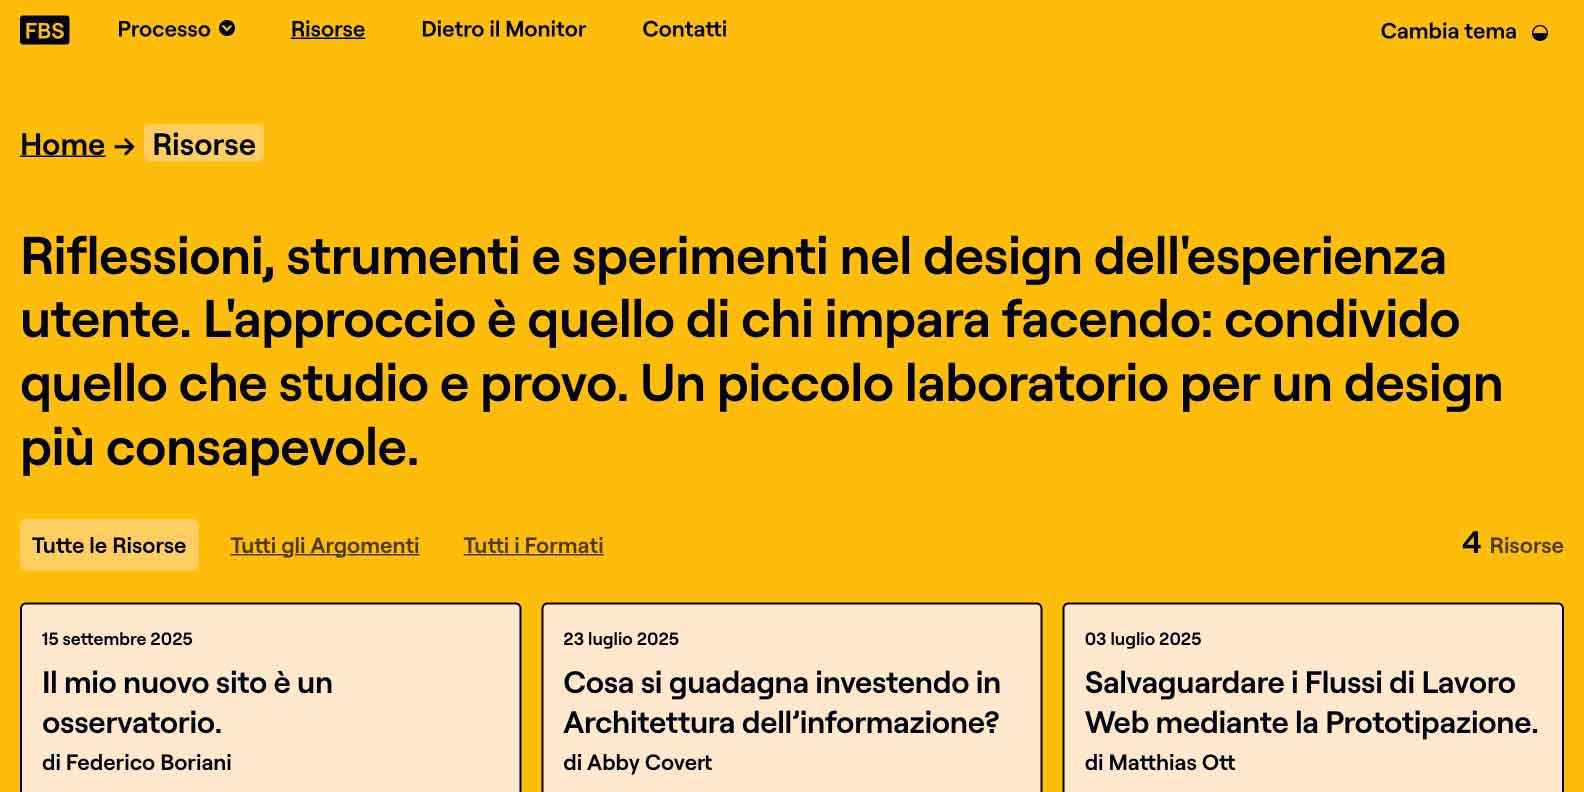 FBS
Processo
Risorse
Dietro il Monitor
Contatti
Cambia tema
Home → Risorse
Riflessioni, strumenti e sperimenti nel design dell'esperienza
utente. L'approccio è quello di chi impara facendo: condivido
quello che studio e provo. Un piccolo laboratorio per un design
più consapevole.
Tutte le Risorse
Tutti gli Argomenti
Tutti i Formati
4 Risorse
15 settembre 2025
Il mio nuovo sito è un
osservatorio.
di Federico Boriani
23 luglio 2025
Cosa si guadagna investendo in
Architettura dell’informazione?
di Abby Covert
03 luglio 2025
Salvaguardare i Flussi di Lavoro
Web mediante la Prototipazione.
di Matthias Ott